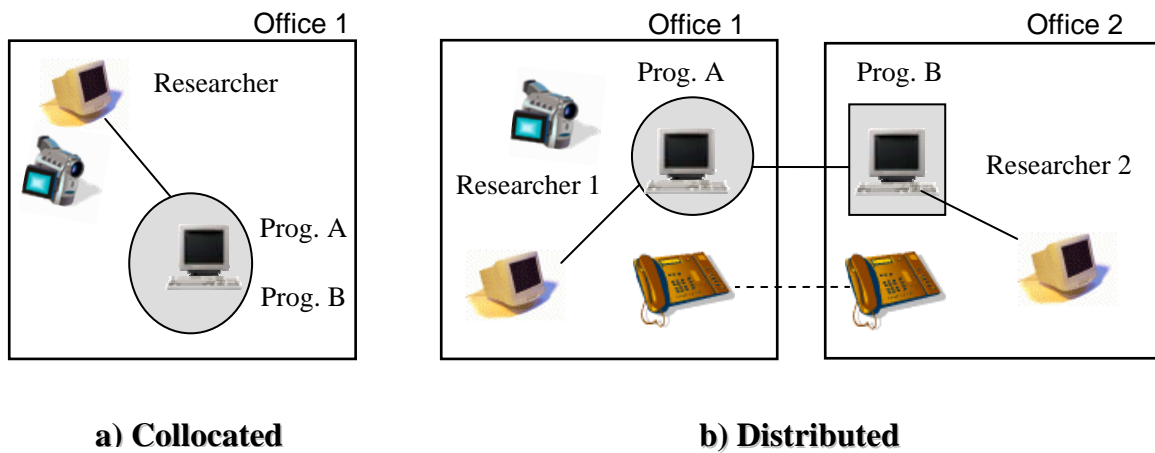 Office 1
Researcher
Prog. A
Prog. B
a) Collocated
Office 1
Office 2
Prog. A
Prog. B
Researcher 1
Researcher 2
b) Distributed